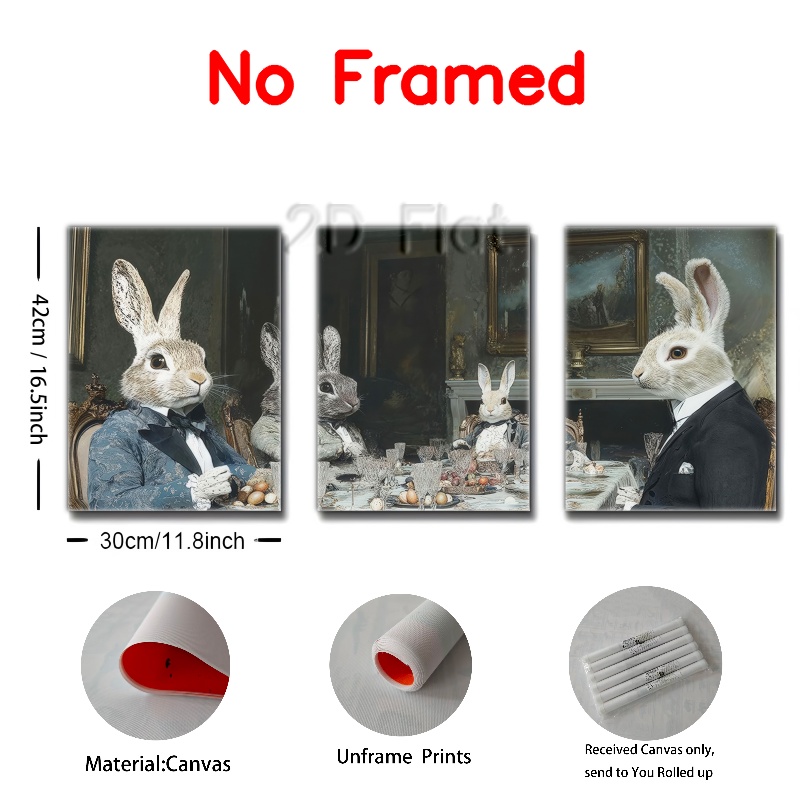 No Framed
2D Flat
42cm / 16.5inch
30cm/11.8inch
Material:Canvas
Unframe Prints
Received Canvas only,
send to You Rolled up